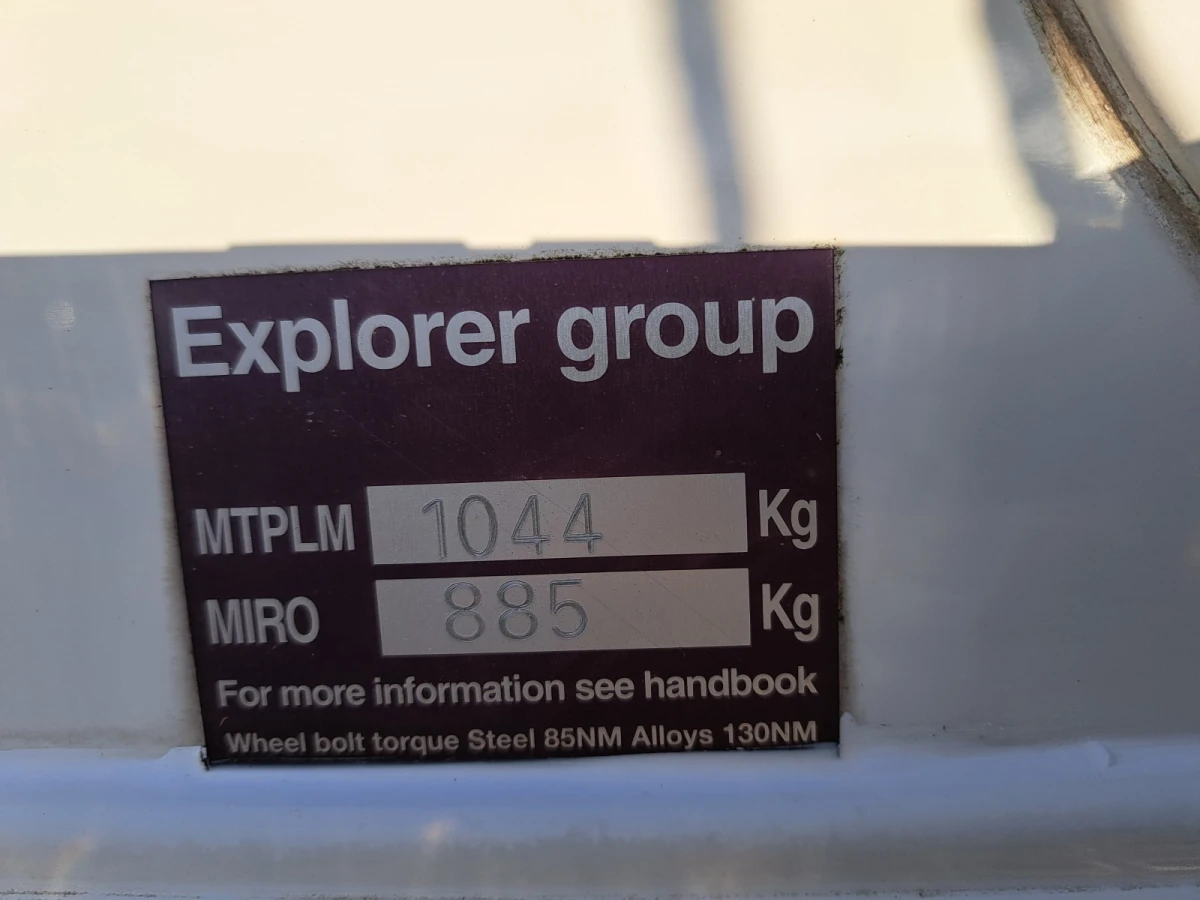 Explorer group
MTPLM 1044 Kg
MIRO 885 Kg
For more information see handbook
Wheel bolt torque Steel 85NM Alloys 130NM